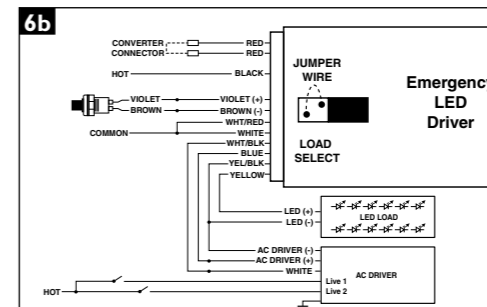 6b
CONVERTER
CONNECTOR
RED
RED
HOT
BLACK
VIOLET
VIOLET (+)
BROWN
BROWN (-)
WHT/RED
COMMON
WHITE
WHT/BLK
BLUE
YEL/BLK
YELLOW
JUMPER
WIRE
LOAD
SELECT
Emergency
LED
Driver
LED (+)
LED (-)
LED LOAD
AC DRIVER (-)
AC DRIVER (+)
WHITE
AC DRIVER
Live 1
Live 2
HOT